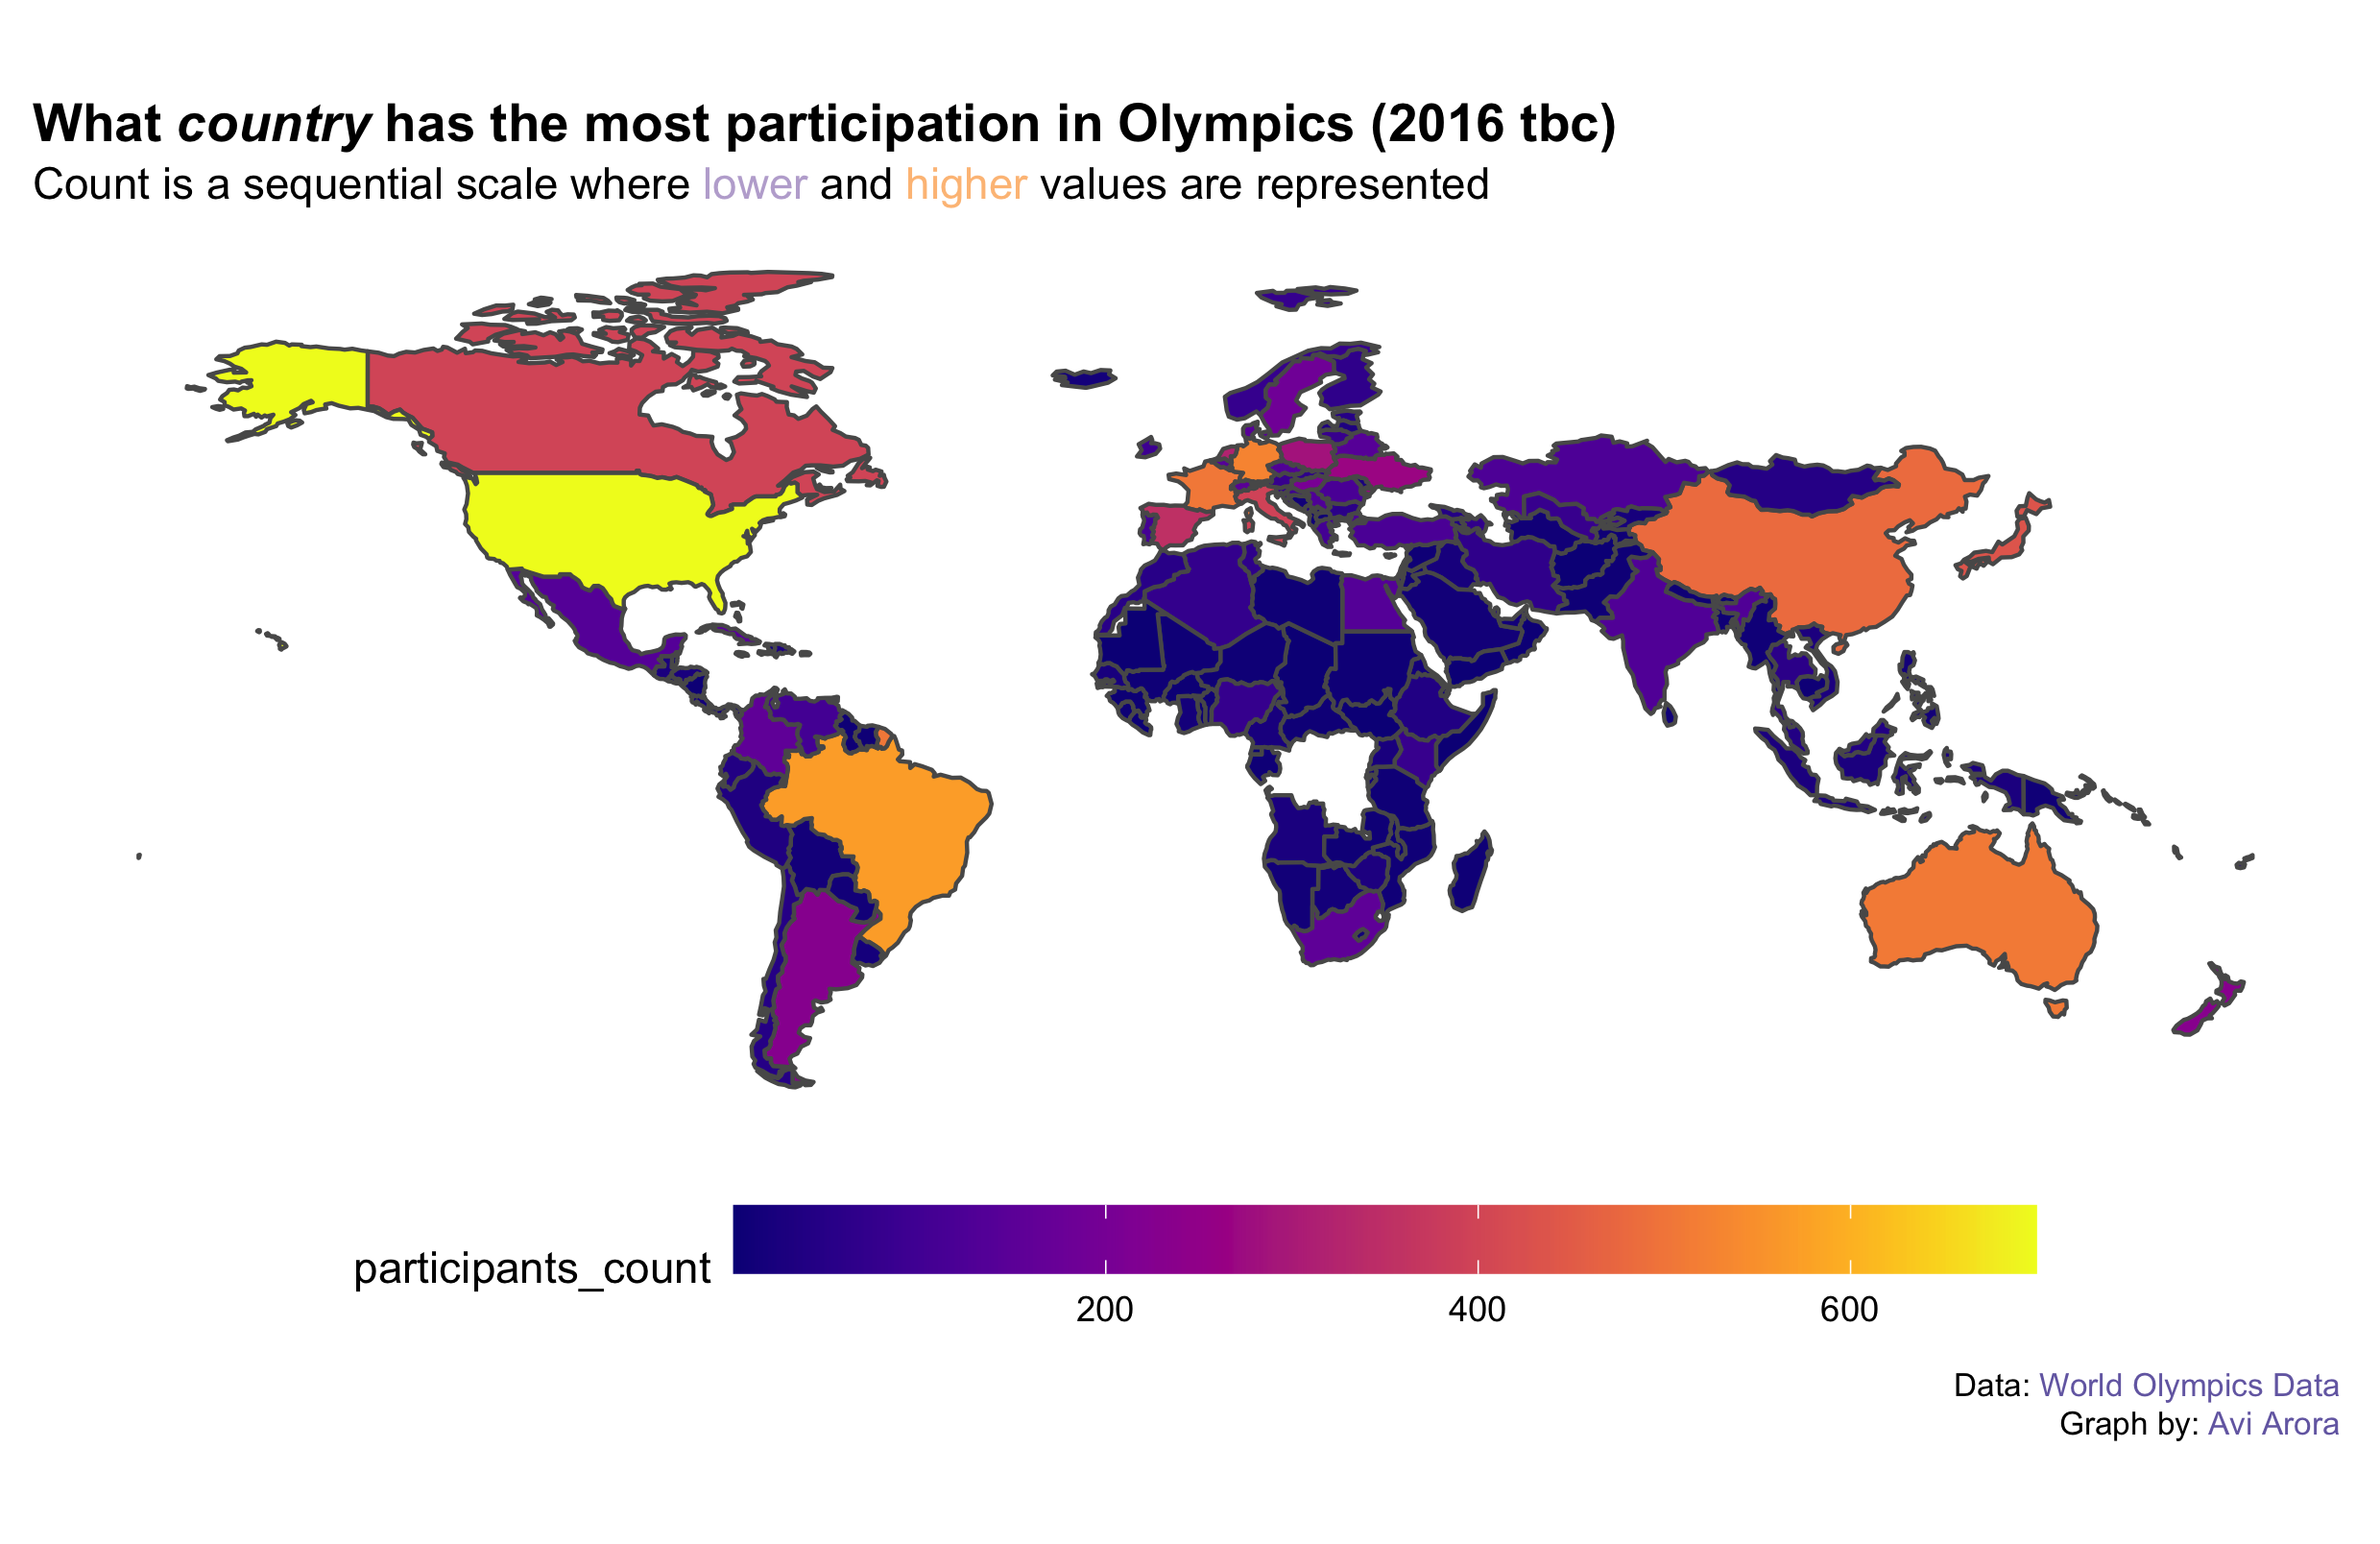 What country has the most participation in Olympics (2016 tbc)
Count is a sequential scale where lower and higher values are represented
participants_count
200 400 600
Data: World Olympics Data
Graph by: Avi Arora